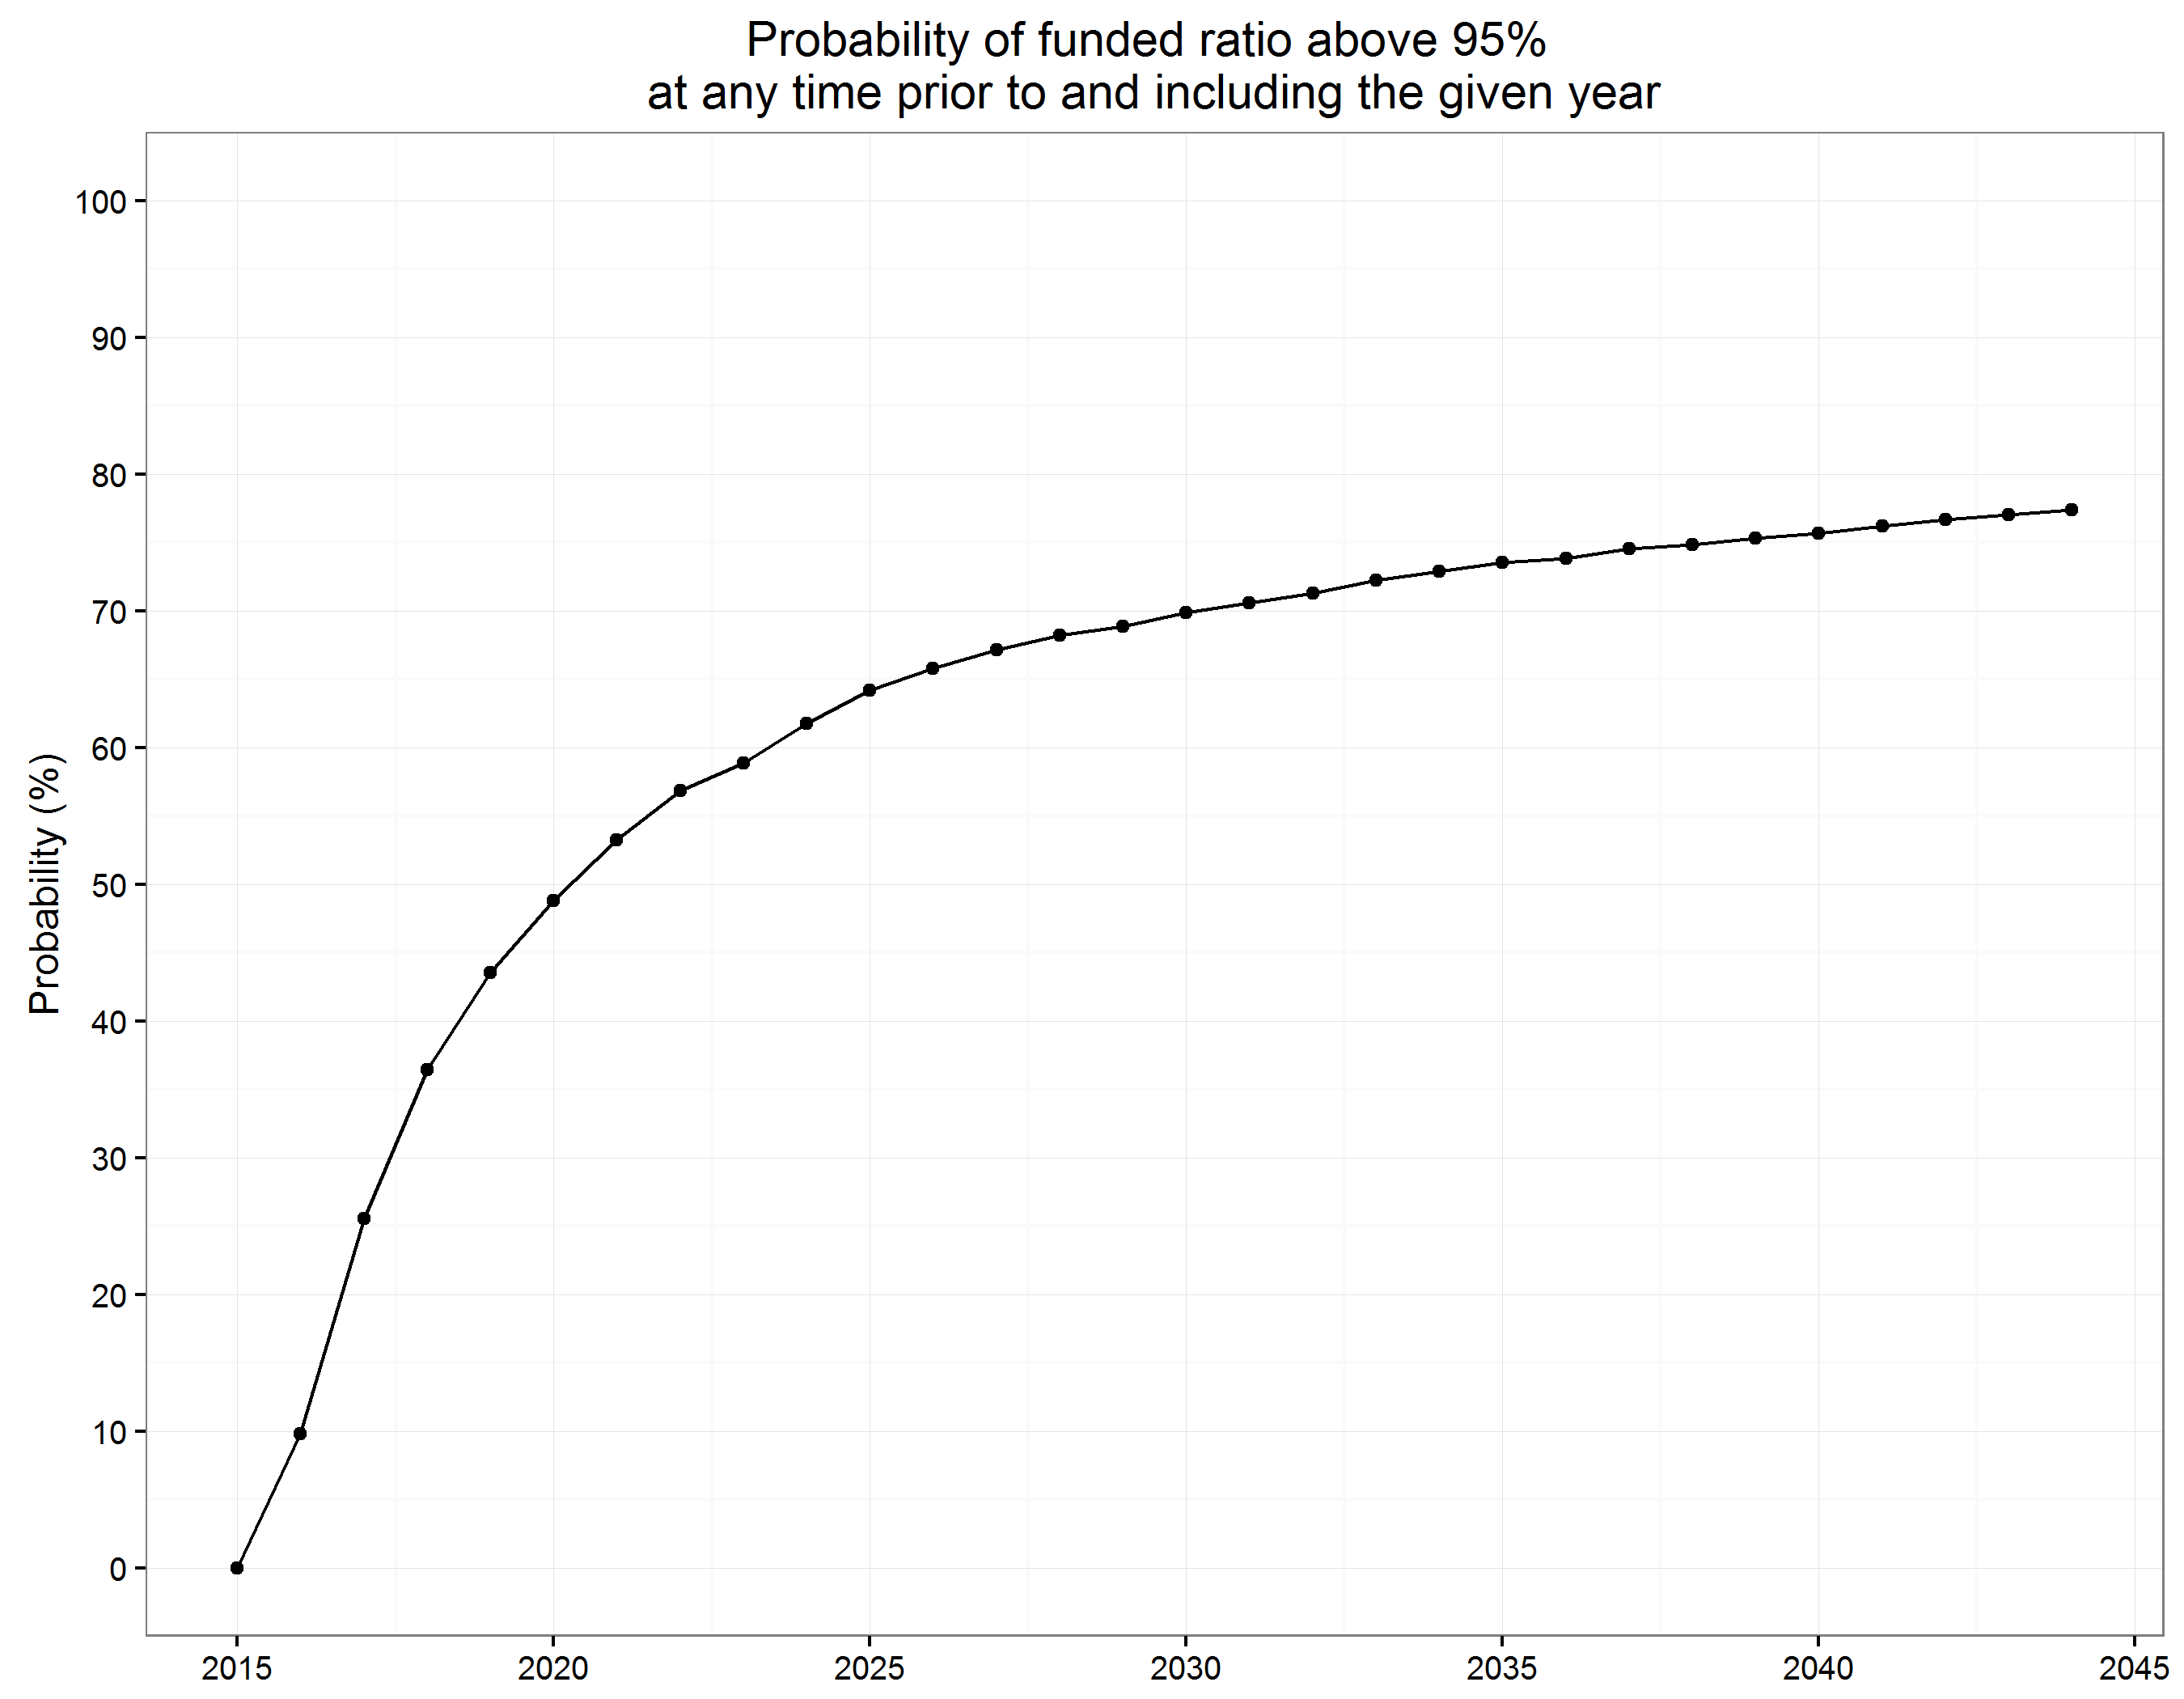 Probability of funded ratio above 95%
at any time prior to and including the given year
Probability (%)
100
90
80
70
60
50
40
30
20
10
0
2015 2020 2025 2030 2035 2040 2045